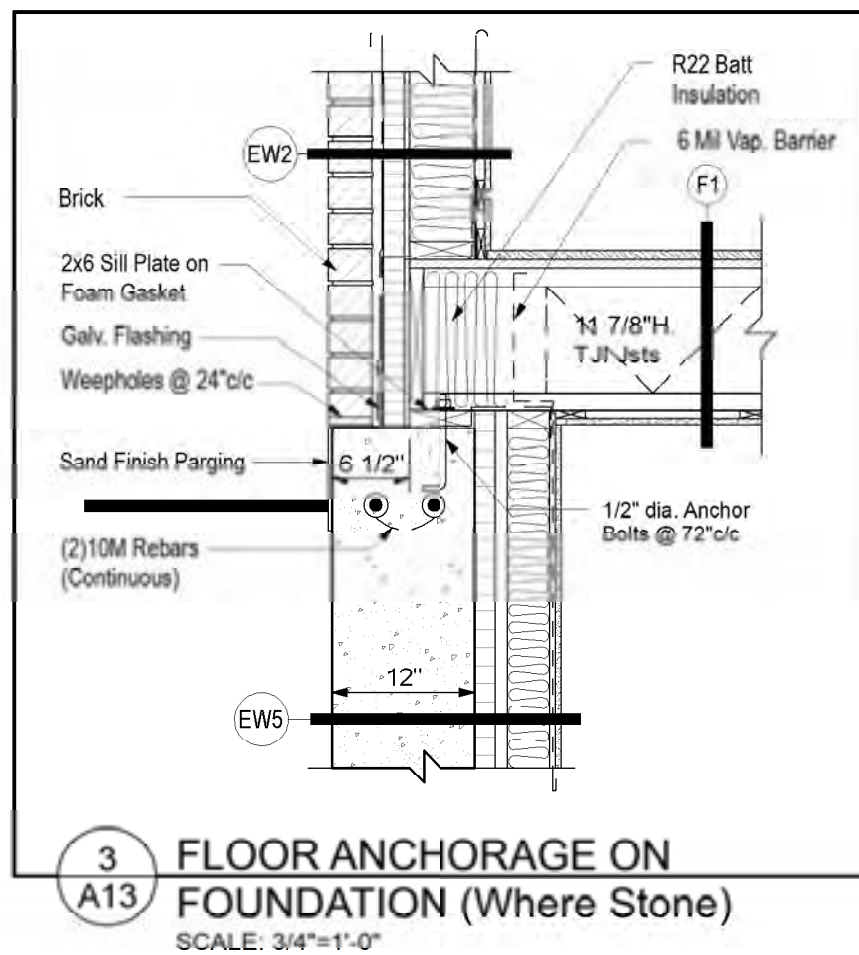 R22 Batt
Insulation
6 Mil Vap. Barrier
EW2
F1
Brick
2x6 Sill Plate on
Foam Gasket
Galv. Flashing
11 7/8"H.
TJI Jsts
Weepholes @ 24"c/c
Sand Finish Parging
6 1/2"
1/2" dia. Anchor
Bolts @ 72"c/c
(2)10M Rebars
(Continuous)
12"
EW5
3
A13
FLOOR ANCHORAGE ON
FOUNDATION (Where Stone)
SCALE: 3/4"=1'-0"